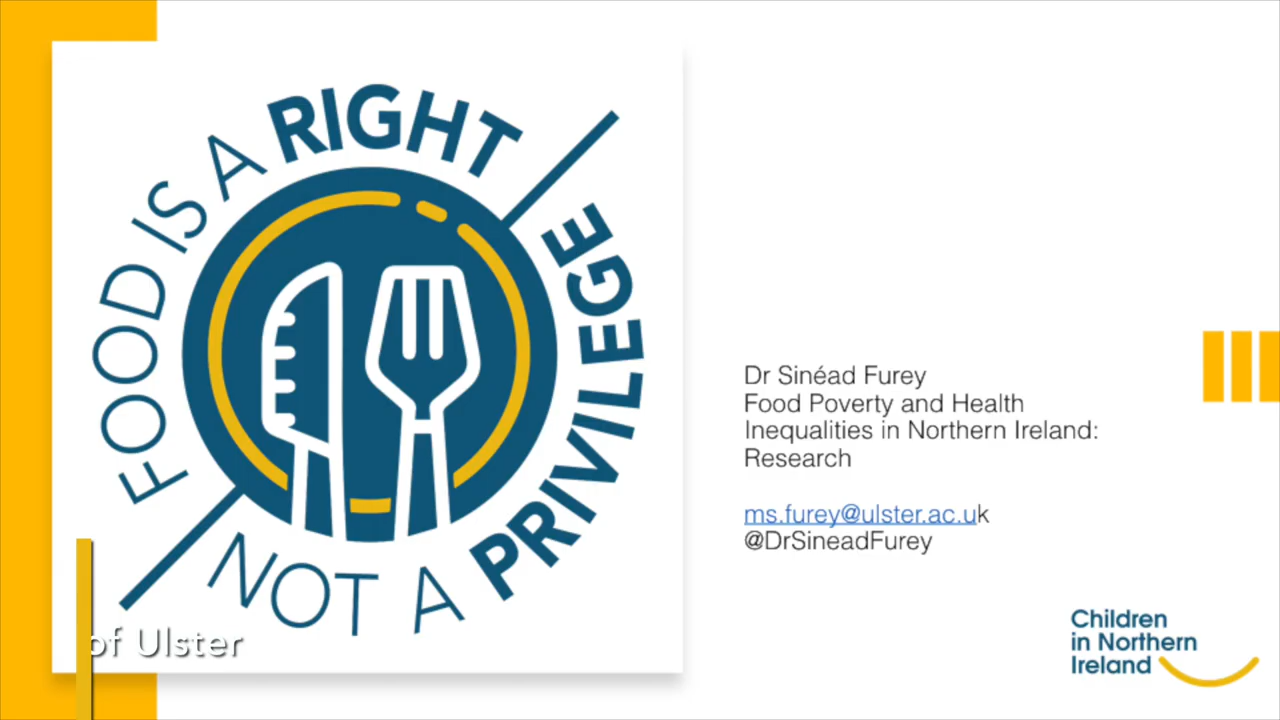 FOOD IS A RIGHT
NOT A PRIVILEGE
Dr Sinéad Furey
Food Poverty and Health
Inequalities in Northern Ireland:
Research
ms.furey@ulster.ac.uk
@DrSineadFurey
of Ulster
Children
in Northern
Ireland